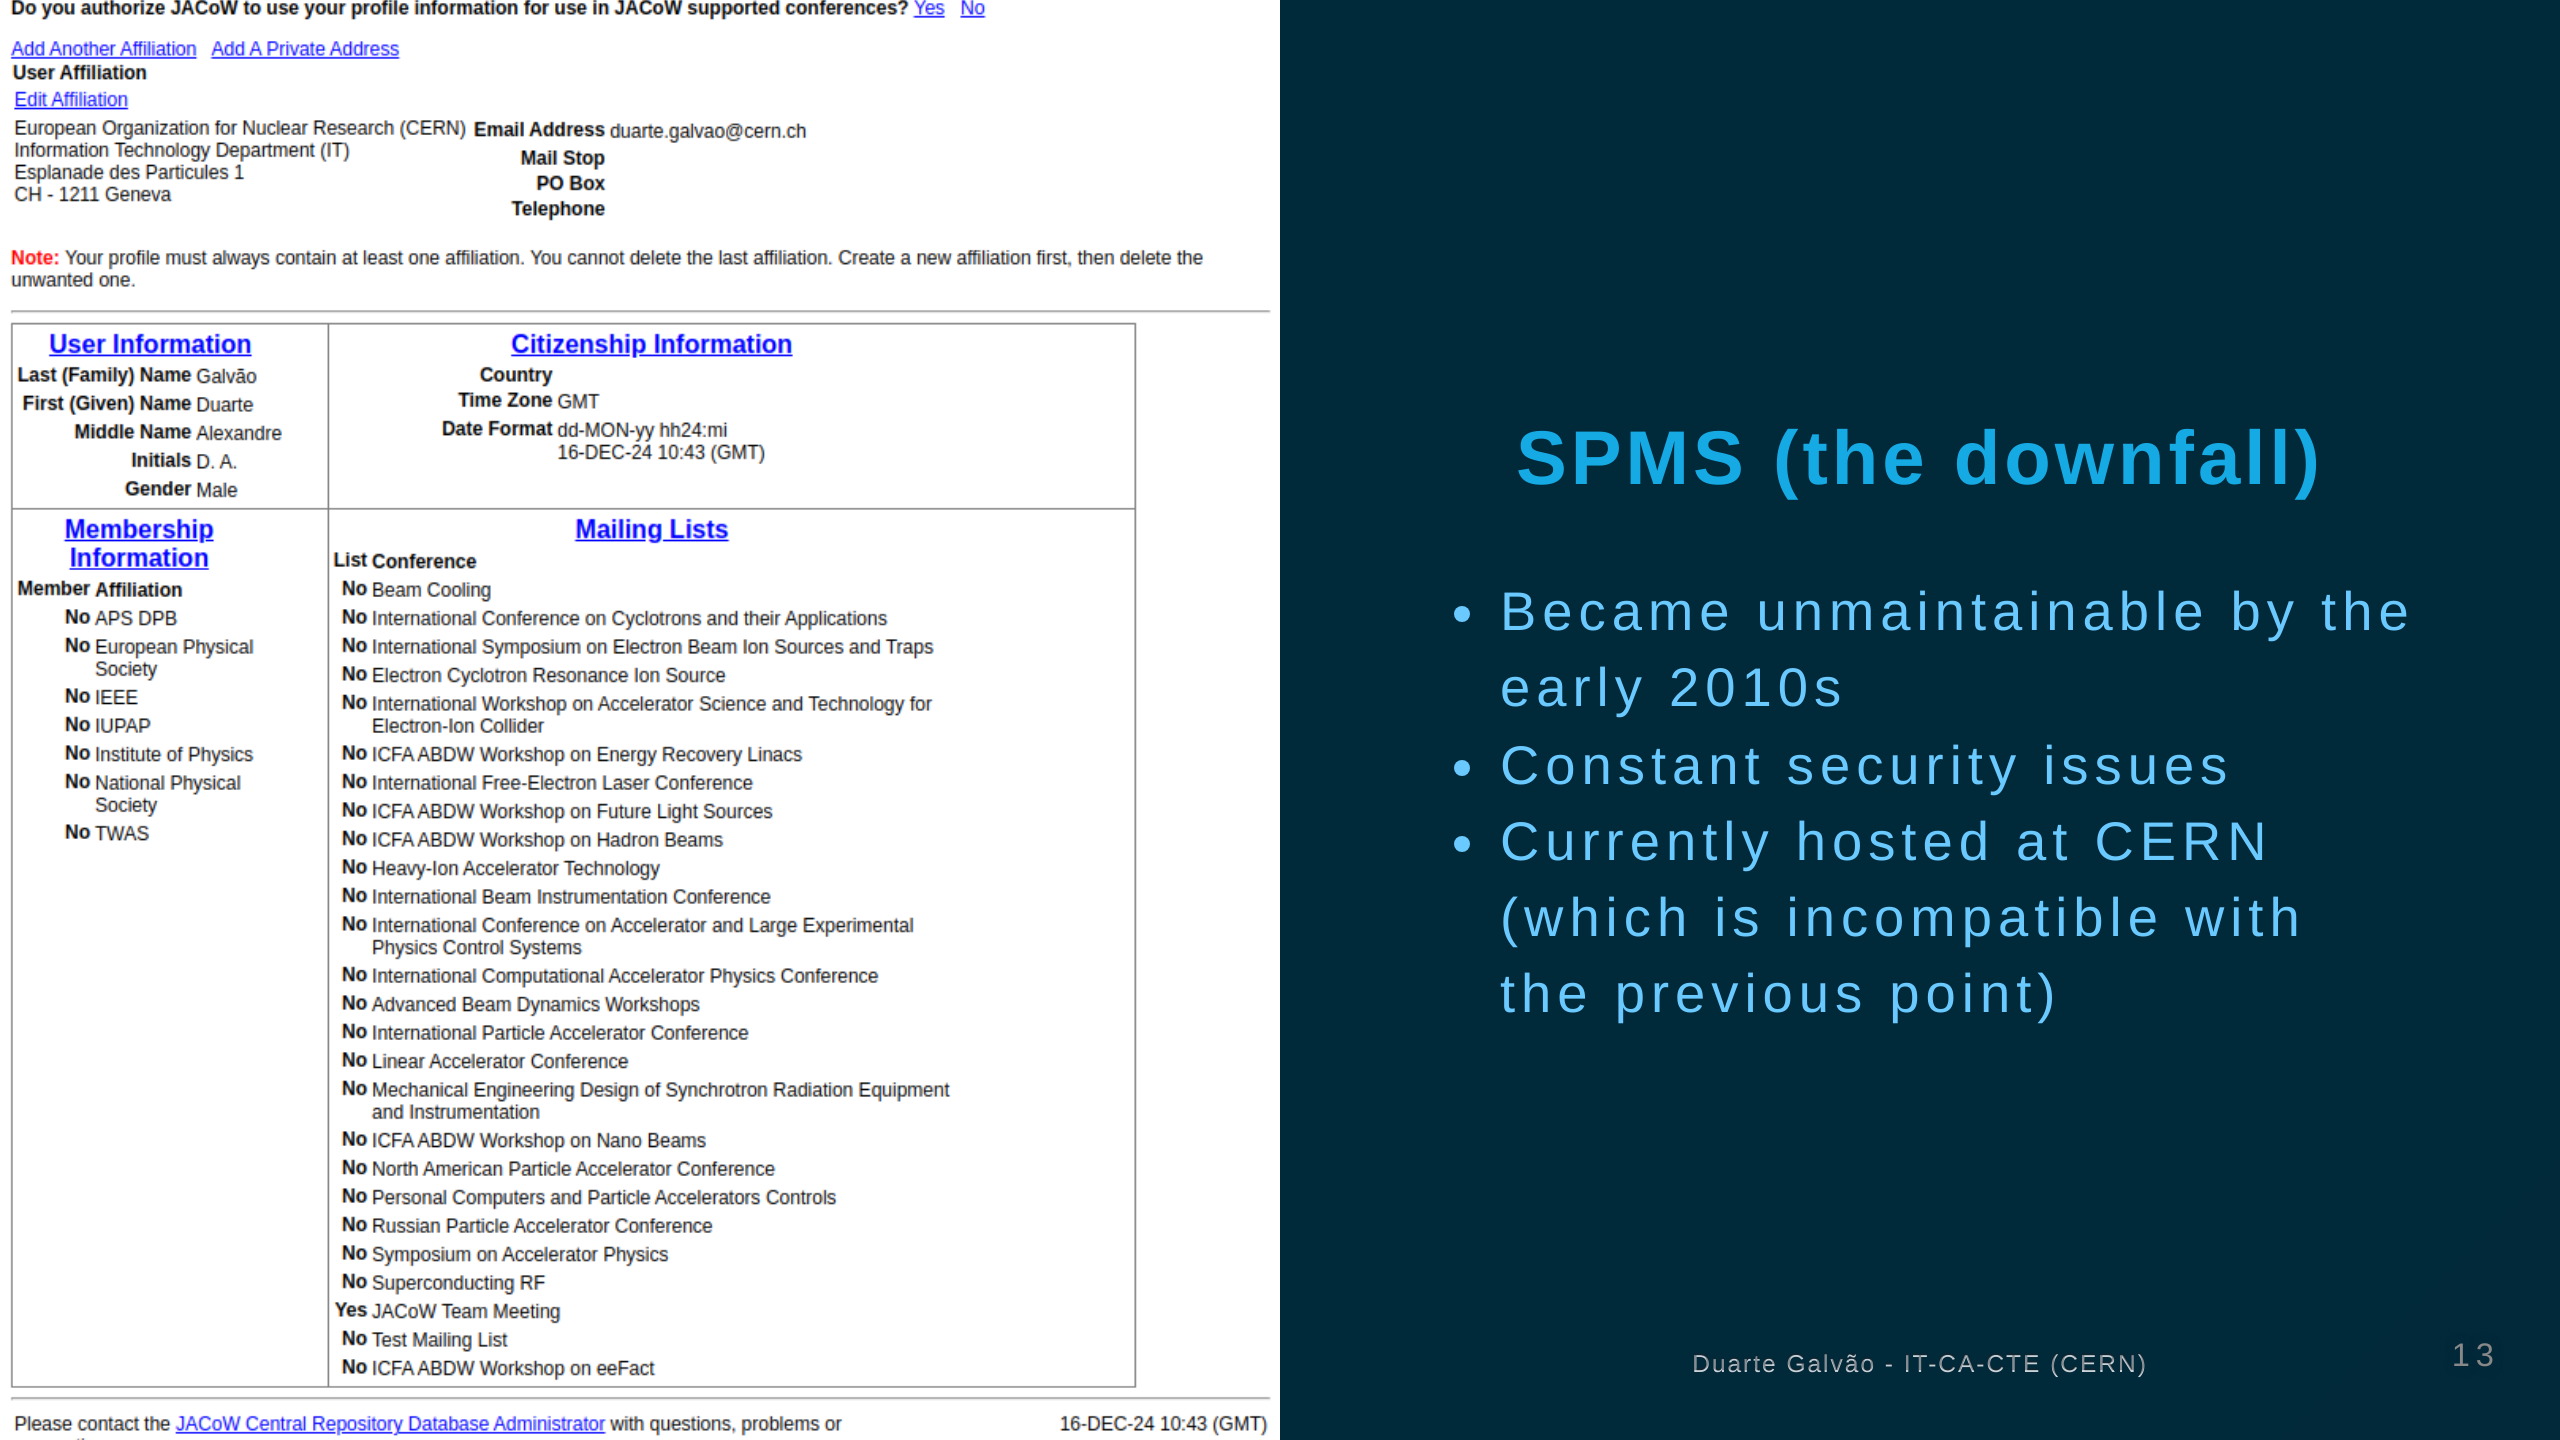 Do you authorize JACoW to use your profile information for use in JACoW supported conferences? Yes No
Add Another Affiliation Add A Private Address
User Affiliation
Edit Affiliation
European Organization for Nuclear Research (CERN) Email Address duarte.galvao@cern.ch
Information Technology Department (IT) Mail Stop
Esplanade des Particules 1 PO Box
CH - 1211 Geneva Telephone
Note: Your profile must always contain at least one affiliation. You cannot delete the last affiliation. Create a new affiliation first, then delete the
unwanted one.
User Information
Last (Family) Name Galvão
First (Given) Name Duarte
Middle Name Alexandre
Initials D. A.
Gender Male
Citizenship Information
Country
Time Zone GMT
Date Format dd-MON-yy hh24:mi
16-DEC-24 10:43 (GMT)
Membership
Information
Member Affiliation
No APS DPB
No European Physical
Society
No IEEE
No IUPAP
No Institute of Physics
No National Physical
Society
No TWAS
Mailing Lists
List Conference
No Beam Cooling
No International Conference on Cyclotrons and their Applications
No International Symposium on Electron Beam Ion Sources and Traps
No Electron Cyclotron Resonance Ion Source
No International Workshop on Accelerator Science and Technology for
Electron-Ion Collider
No ICFA ABDW Workshop on Energy Recovery Linacs
No International Free-Electron Laser Conference
No ICFA ABDW Workshop on Future Light Sources
No ICFA ABDW Workshop on Hadron Beams
No Heavy-Ion Accelerator Technology
No International Beam Instrumentation Conference
No International Conference on Accelerator and Large Experimental
Physics Control Systems
No International Computational Accelerator Physics Conference
No Advanced Beam Dynamics Workshops
No International Particle Accelerator Conference
No Linear Accelerator Conference
No Mechanical Engineering Design of Synchrotron Radiation Equipment
and Instrumentation
No ICFA ABDW Workshop on Nano Beams
No North American Particle Accelerator Conference
No Personal Computers and Particle Accelerators Controls
No Russian Particle Accelerator Conference
No Symposium on Accelerator Physics
No Superconducting RF
Yes JACoW Team Meeting
No Test Mailing List
No ICFA ABDW Workshop on eeFact
Please contact the JACoW Central Repository Database Administrator with questions, problems or
16-DEC-24 10:43 (GMT)
SPMS (the downfall)
• Became unmaintainable by the
early 2010s
• Constant security issues
• Currently hosted at CERN
(which is incompatible with
the previous point)
Duarte Galvão - IT-CA-CTE (CERN)
13